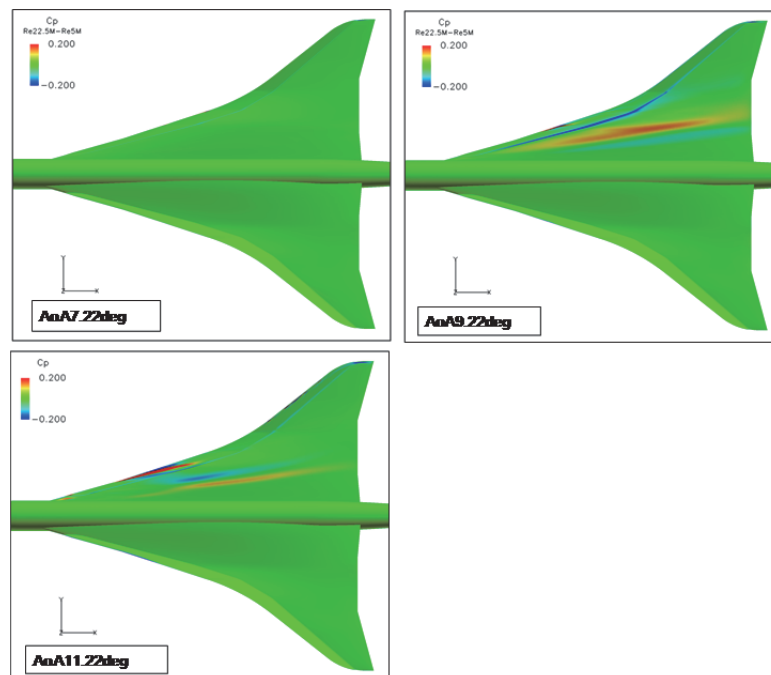 Cp
Re22.5M-Re5M
0.200
-0.200
Y
Z
X
AoA7.22deg
Cp
Re22.5M-Re5M
0.200
-0.200
Y
Z
X
AoA9.22deg
Cp
0.200
-0.200
Y
Z
X
AoA11.22deg